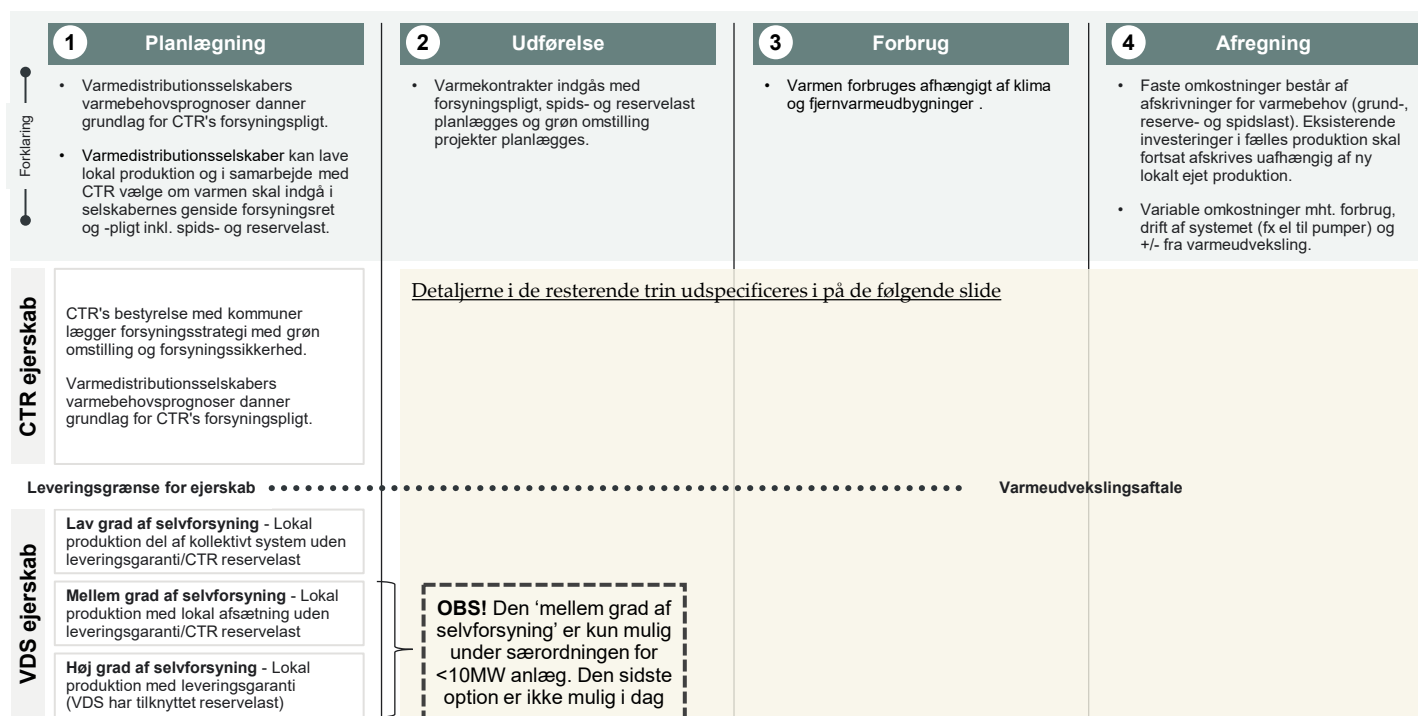 1 Planlægning
2 Udførelse
3 Forbrug
4 Afregning
Forklaring
• Varmedistributionsselskabers
varmebehovsprognoser danner
grundlag for CTR's forsyningspligt.
• Varmedistributionsselskaber kan lave
lokal produktion og i samarbejde med
CTR vælge om varmen skal indgå i
selskabernes genside forsyningsret
og -pligt inkl. spids- og reservelast.
• Varmekontrakter indgås med
forsyningspligt, spids- og reservelast
planlægges og grøn omstilling
projekter planlægges.
• Varmen forbruges afhængigt af klima
og fjernvarmeudbygninger .
• Faste omkostninger består af
afskrivninger for varmebehov (grund-,
reserve- og spidslast). Eksisterende
investeringer i fælles produktion skal
fortsat afskrives uafhængig af ny
lokalt ejet produktion.
• Variable omkostninger mht. forbrug,
drift af systemet (fx el til pumper) og
+/- fra varmeudveksling.
CTR ejerskab
CTR's bestyrelse med kommuner
lægger forsyningsstrategi med grøn
omstilling og forsyningssikkerhed.
Varmedistributionsselskabers
varmebehovsprognoser danner
grundlag for CTR's forsyningspligt.
Detaljerne i de resterende trin udspecificeres i på de følgende slide
Leveringsgrænse for ejerskab
Varmeudvekslingsaftale
VDS ejerskab
Lav grad af selvforsyning - Lokal
produktion del af kollektivt system uden
leveringsgaranti/CTR reservelast
Mellem grad af selvforsyning - Lokal
produktion med lokal afsætning uden
leveringsgaranti/CTR reservelast
Høj grad af selvforsyning - Lokal
produktion med leveringsgaranti
(VDS har tilknyttet reservelast)
OBS! Den ‘mellem grad af
selvforsyning’ er kun mulig
under særordningen for
<10MW anlæg. Den sidste
option er ikke mulig i dag